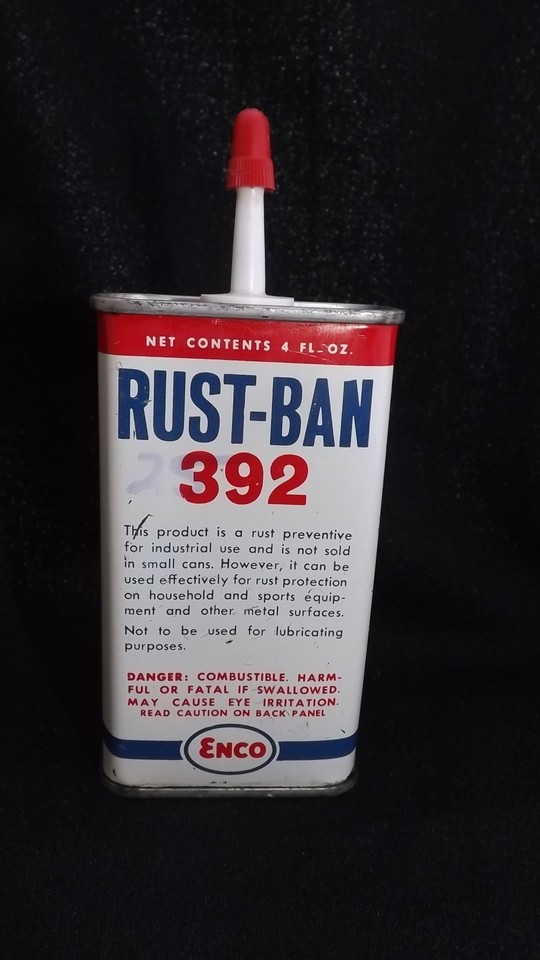 NET CONTENTS 4 FL. OZ.
RUST-BAN
392
This product is a rust preventive
for industrial use and is not sold
in small cans. However, it can be
used effectively for rust protection
on household and sports equip-
ment and other metal surfaces.
Not to be used for lubricating
purposes.
DANGER: COMBUSTIBLE. HARM-
FUL OR FATAL IF SWALLOWED.
MAY CAUSE EYE IRRITATION.
READ CAUTION ON BACK PANEL
ENCO